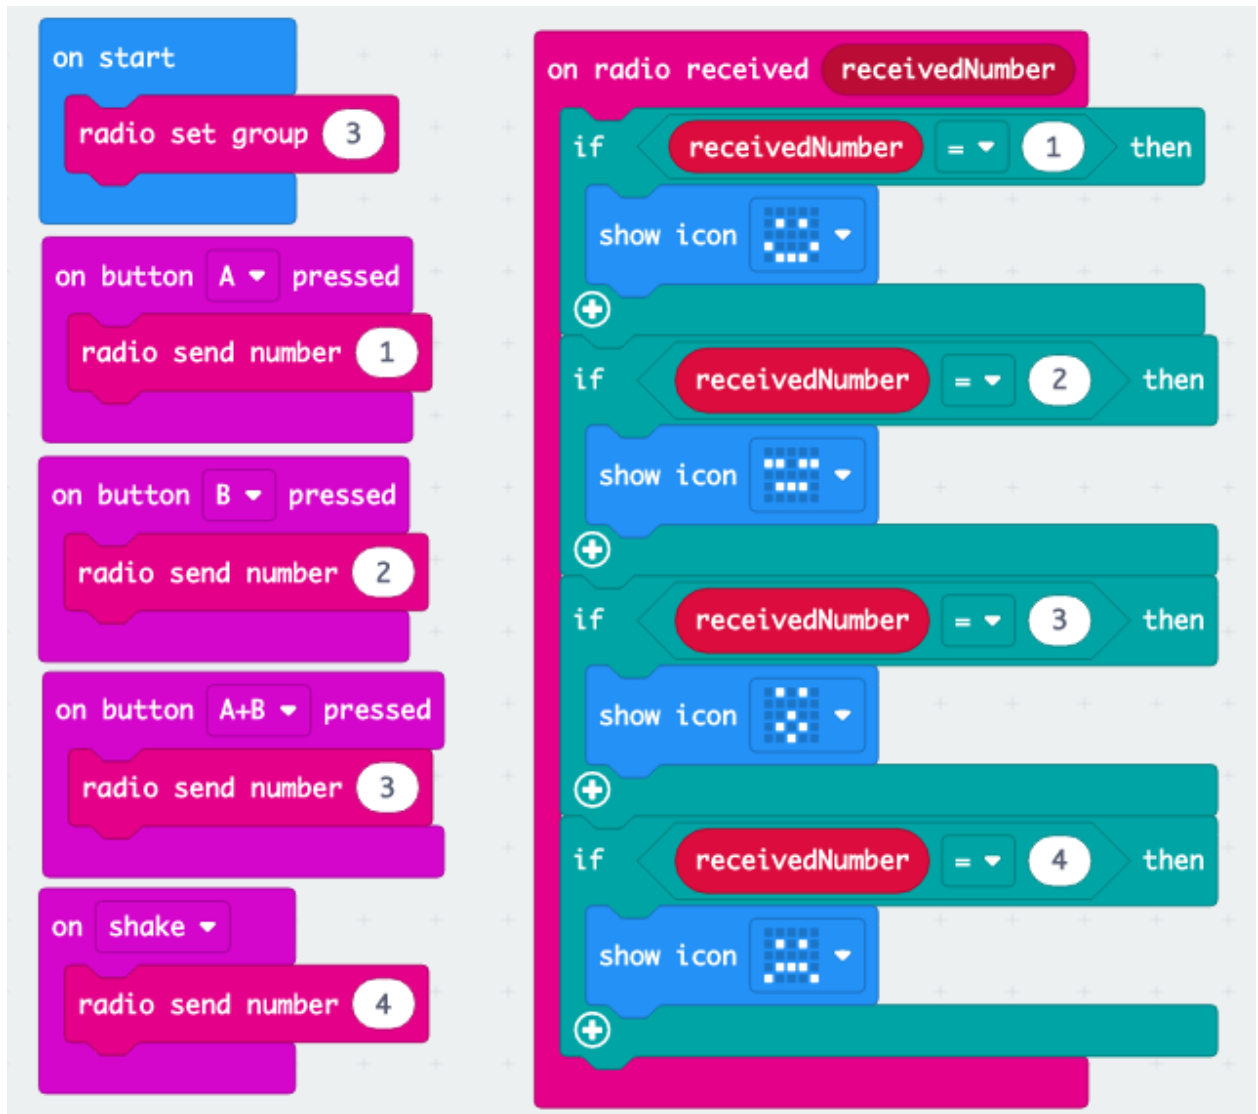 on start
radio set group 3
on button A pressed
radio send number 1
on button B pressed
radio send number 2
on button A+B pressed
radio send number 3
on shake
radio send number 4
on radio received receivedNumber
if receivedNumber = 1 then
show icon
if receivedNumber = 2 then
show icon
if receivedNumber = 3 then
show icon
if receivedNumber = 4 then
show icon